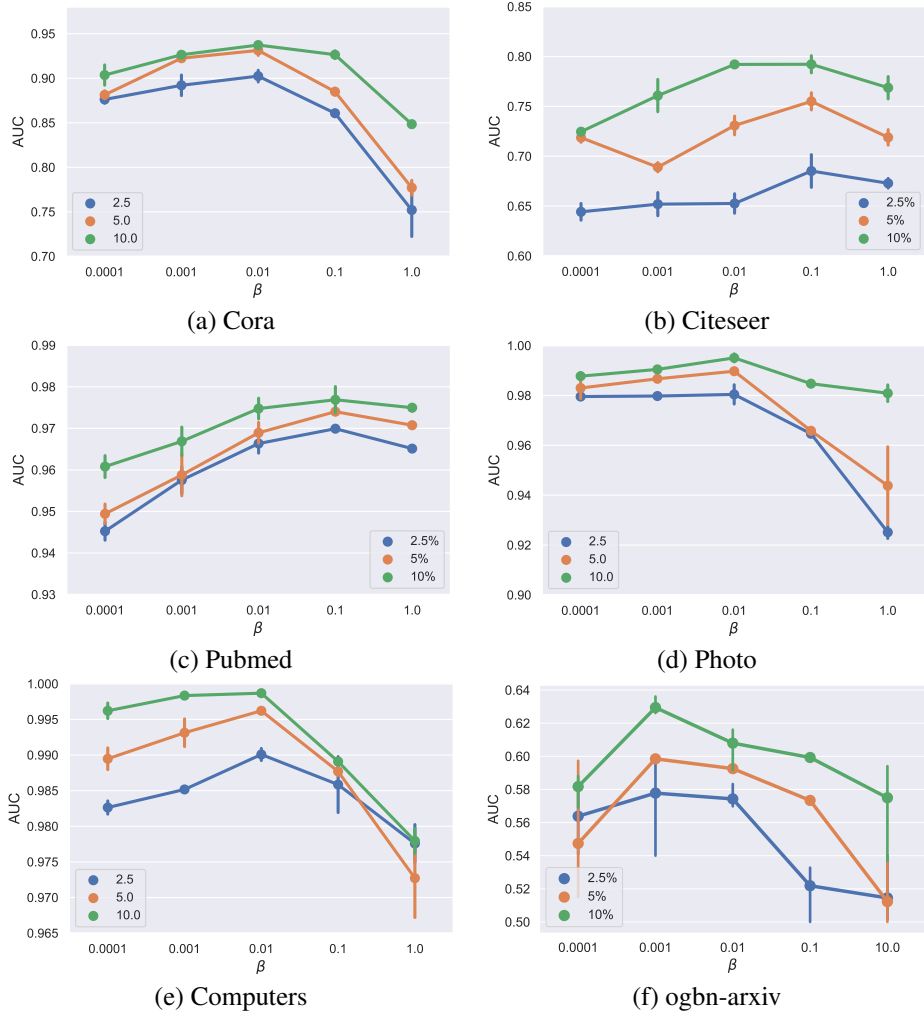 0.95
0.90
0.85
0.80
0.75
0.70
AUC
2.5
5.0
10.0
0.0001 0.001 0.01 0.1 1.0
β
(a) Cora
0.85
0.80
0.75
0.70
0.65
0.60
AUC
2.5%
5%
10%
0.0001 0.001 0.01 0.1 1.0
β
(b) Citeseer
0.99
0.98
0.97
0.96
0.95
0.94
0.93
AUC
2.5%
5%
10%
0.0001 0.001 0.01 0.1 1.0
β
(c) Pubmed
1.00
0.98
0.96
0.94
0.92
0.90
AUC
2.5
5.0
10.0
0.0001 0.001 0.01 0.1 1.0
β
(d) Photo
1.000
0.995
0.990
0.985
0.980
0.975
0.970
0.965
AUC
2.5
5.0
10.0
0.0001 0.001 0.01 0.1 1.0
β
(e) Computers
0.64
0.62
0.60
0.58
0.56
0.54
0.52
0.50
AUC
2.5%
5%
10%
0.0001 0.001 0.01 0.1 10.0
β
(f) ogbn-arxiv